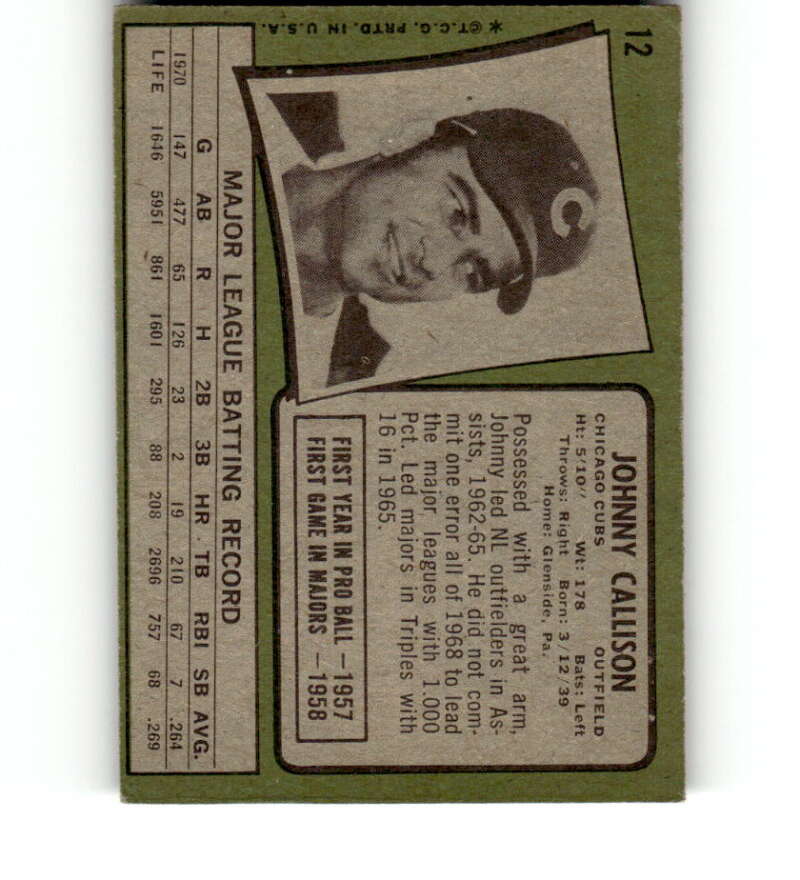 12
JOHNNY CALLISON
CHICAGO CUBS OUTFIELD
Ht: 5'10" Wt: 178 Bats: Left
Throws: Right Born: 3/12/39
Home: Glenside, Pa.
Possessed with a great arm,
Johnny led NL outfielders in As-
sists, 1962-65. He did not com-
mit one error all of 1968 to lead
the major leagues with 1.000
Pct. Led majors in Triples with
16 in 1965.
FIRST YEAR IN PRO BALL —1957
FIRST GAME IN MAJORS —1958
C
MAJOR LEAGUE BATTING RECORD
G AB R H 2B 3B HR TB RBI SB AVG.
1970 147 477 65 126 23 2 19 210 67 7 .264
LIFE 1646 5951 861 1601 295 88 208 2696 757 68 .269
*©T.C.G. PRTD. IN U.S.A.